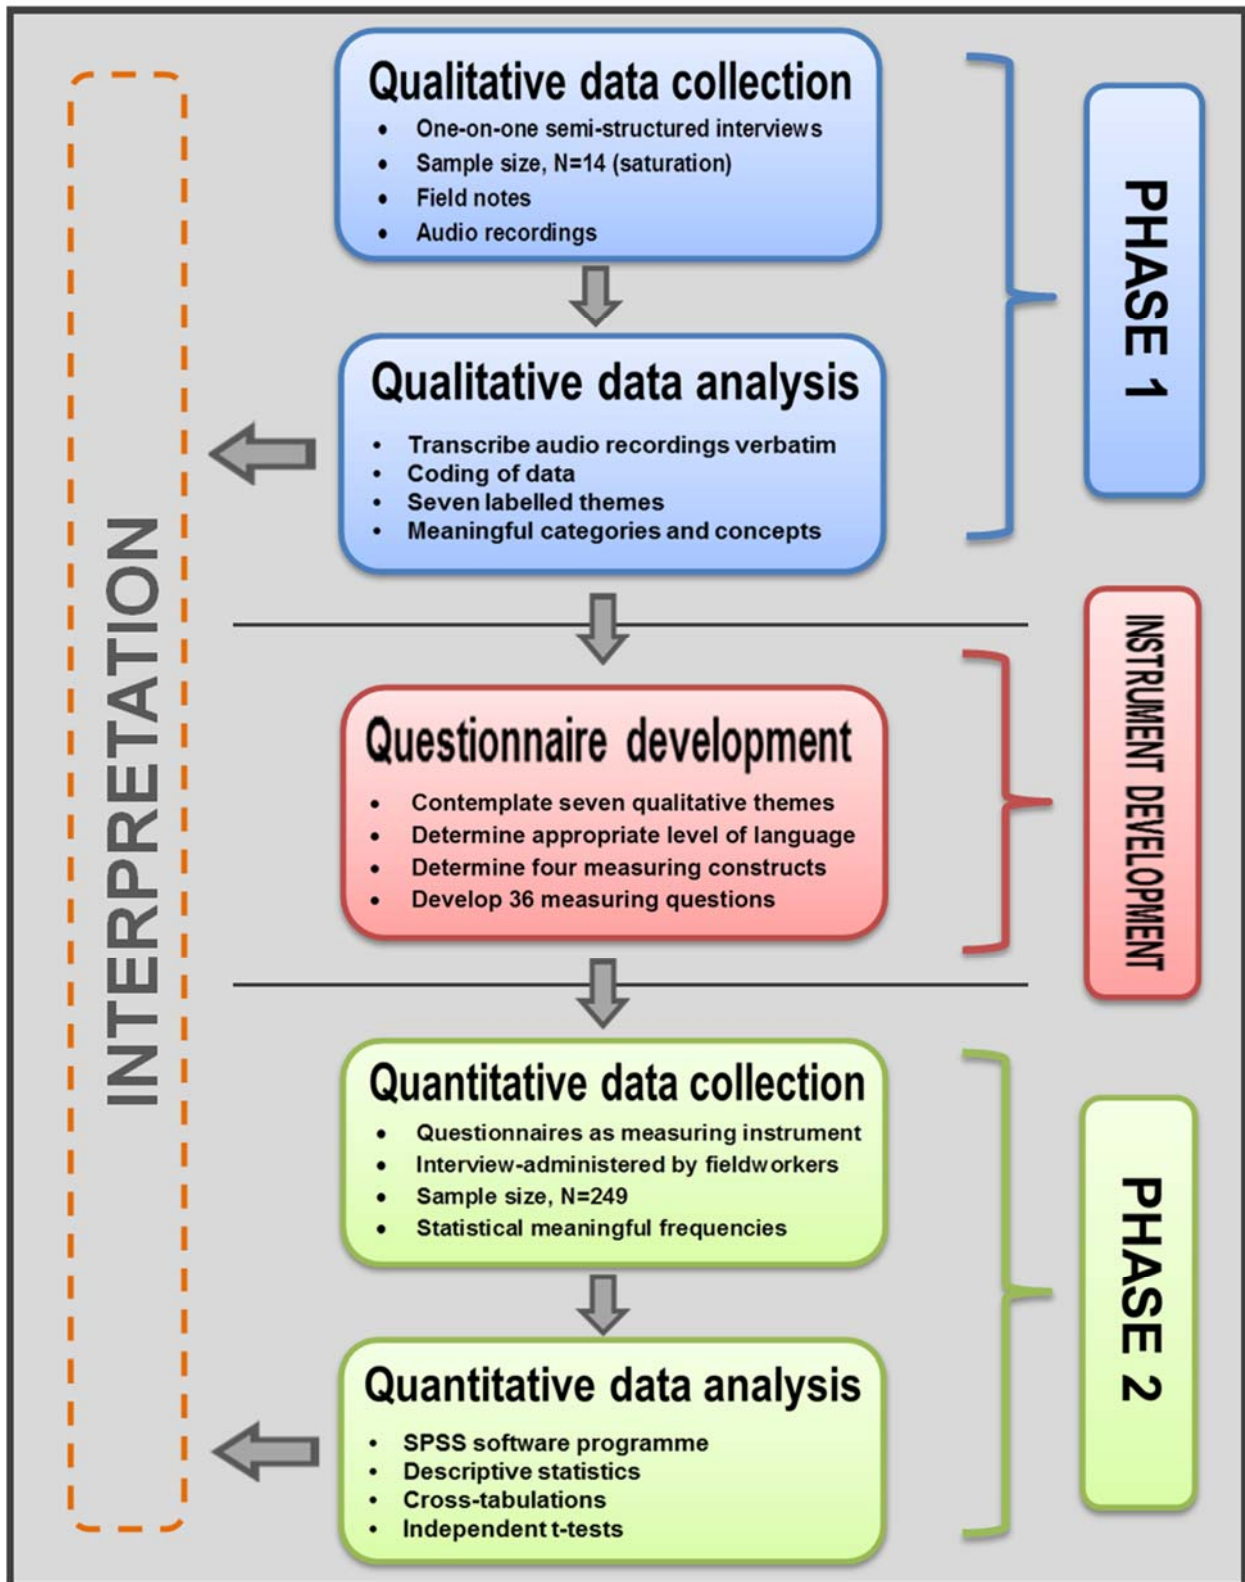 Qualitative data collection
• One-on-one semi-structured interviews
• Sample size, N=14 (saturation)
• Field notes
• Audio recordings
PHASE 1
Qualitative data analysis
• Transcribe audio recordings verbatim
• Coding of data
• Seven labelled themes
• Meaningful categories and concepts
INTERPRETATION
Questionnaire development
• Contemplate seven qualitative themes
• Determine appropriate level of language
• Determine four measuring constructs
• Develop 36 measuring questions
INSTRUMENT DEVELOPMENT
Quantitative data collection
• Questionnaires as measuring instrument
• Interview-administered by fieldworkers
• Sample size, N=249
• Statistical meaningful frequencies
PHASE 2
Quantitative data analysis
• SPSS software programme
• Descriptive statistics
• Cross-tabulations
• Independent t-tests